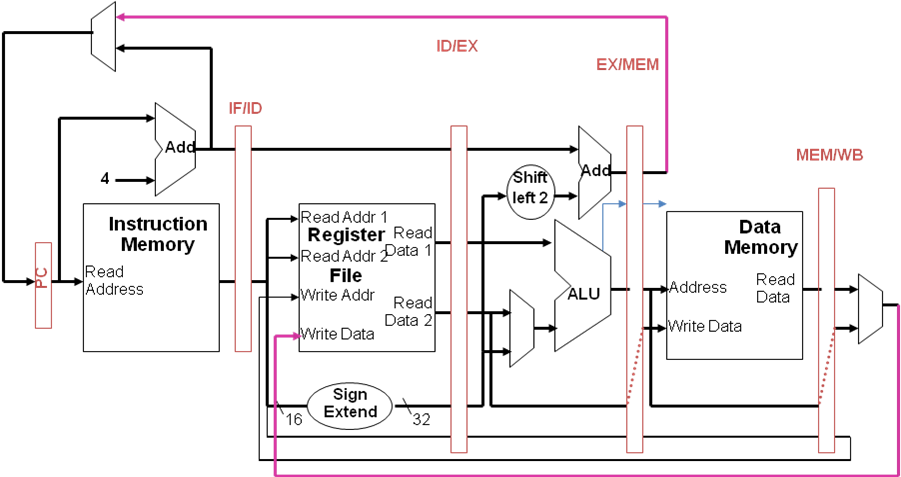 ID/EX
EX/MEM
IF/ID
MEM/WB
Add
4
Add
Shift
left 2
Instruction
Memory
Read
Address
PC
Read Addr 1
Register
Read Addr 2
File
Write Addr
Write Data
Read
Data 1
Read
Data 2
ALU
Data
Memory
Address
Read
Data
Write Data
Sign
Extend
16
32